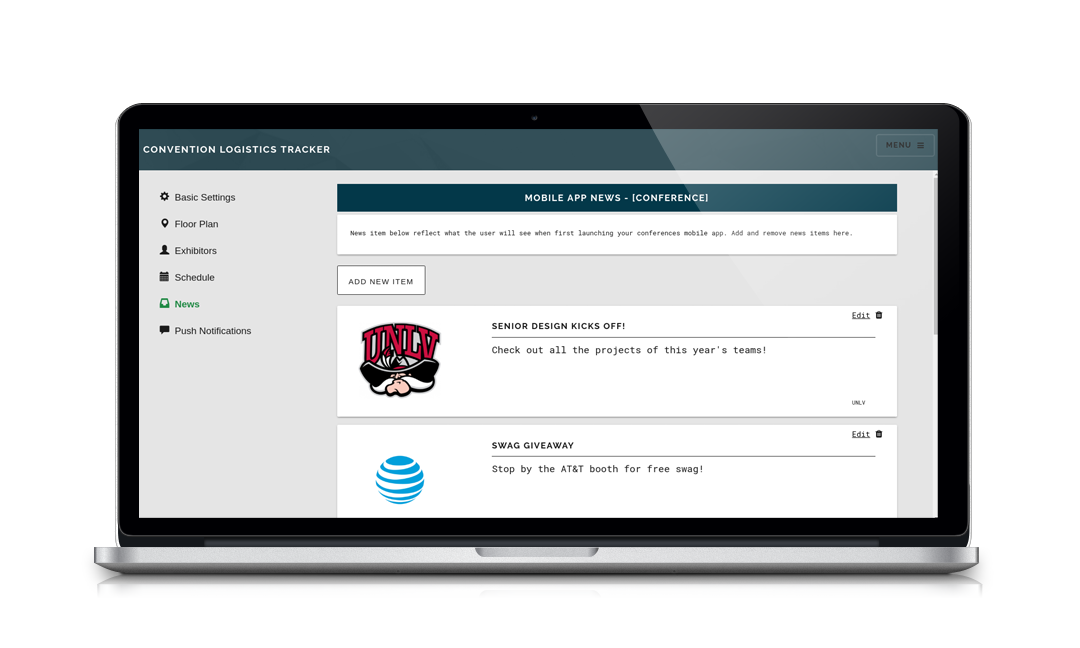 CONVENTION LOGISTICS TRACKER
MENU
Basic Settings
Floor Plan
Exhibitors
Schedule
News
Push Notifications
MOBILE APP NEWS - [CONFERENCE]
News item below reflect what the user will see when first launching your conferences mobile app. Add and remove news items here.
ADD NEW ITEM
Edit
UNLV
SENIOR DESIGN KICKS OFF!
Check out all the projects of this year's teams!
UNLV
Edit
SWAG GIVEAWAY
Stop by the AT&T booth for free swag!